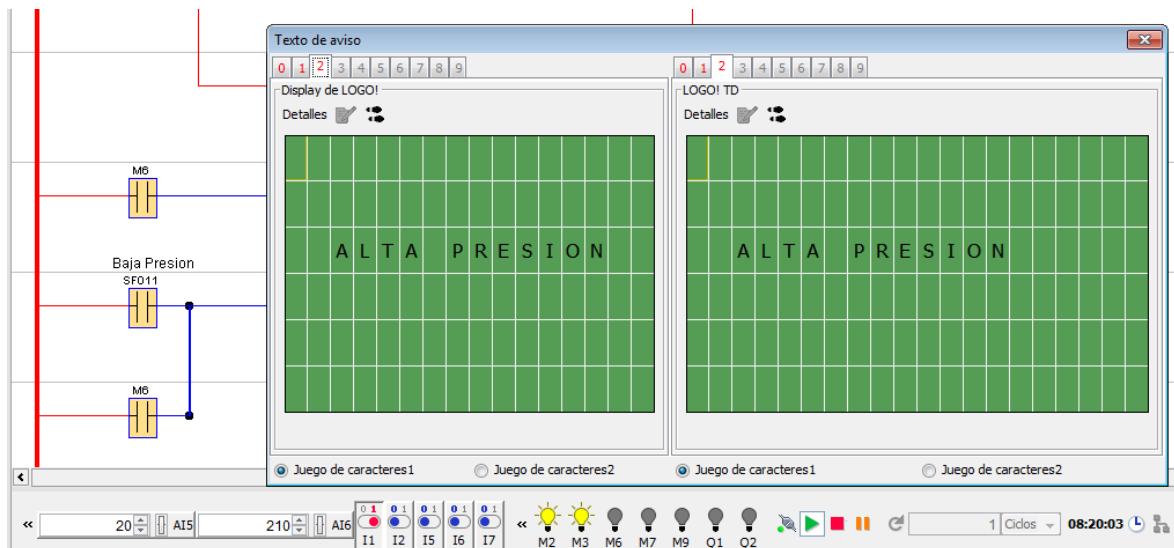 Texto de aviso
0 1 2 3 4 5 6 7 8 9
0 1 2 3 4 5 6 7 8 9
Display de LOGO!
LOGO! TD
Detalles
Detalles
M6
ALTA PRESION
ALTA PRESION
Baja Presion
SF011
M6
Juego de caracteres1
Juego de caracteres2
Juego de caracteres1
Juego de caracteres2
« 20 AI5 210 AI6 0 1 0 1 0 1 0 1 0 1 «
1 Ciclos 08:20:03
I1 I2 I5 I6 I7 M2 M3 M6 M7 M9 Q1 Q2